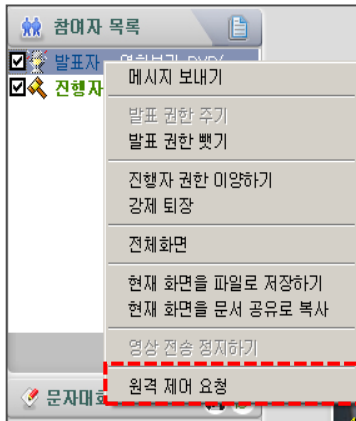 참여자 목록
발표자
진행자
메시지 보내기
발표 권한 주기
발표 권한 뺏기
진행자 권한 이양하기
강제 퇴장
전체화면
현재 화면을 파일로 저장하기
현재 화면을 문서 공유로 복사
영상 전송 정지하기
원격 제어 요청
문자대화